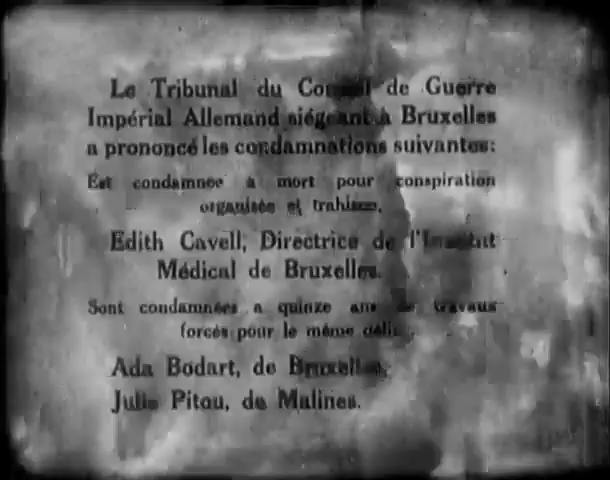 Le Tribunal du Conseil de Guerre
Impérial Allemand siégeant à Bruxelles
a prononcé les condamnations suivantes:
Est condamnée à mort pour conspiration
organisée et trahison,
Edith Cavell, Directrice de l'Institut
Médical de Bruxelles.
Sont condamnées a quinze ans de travaux
forcés pour le même délit.
Ada Bodart, de Bruxelles.
Julie Pitou, de Malines.